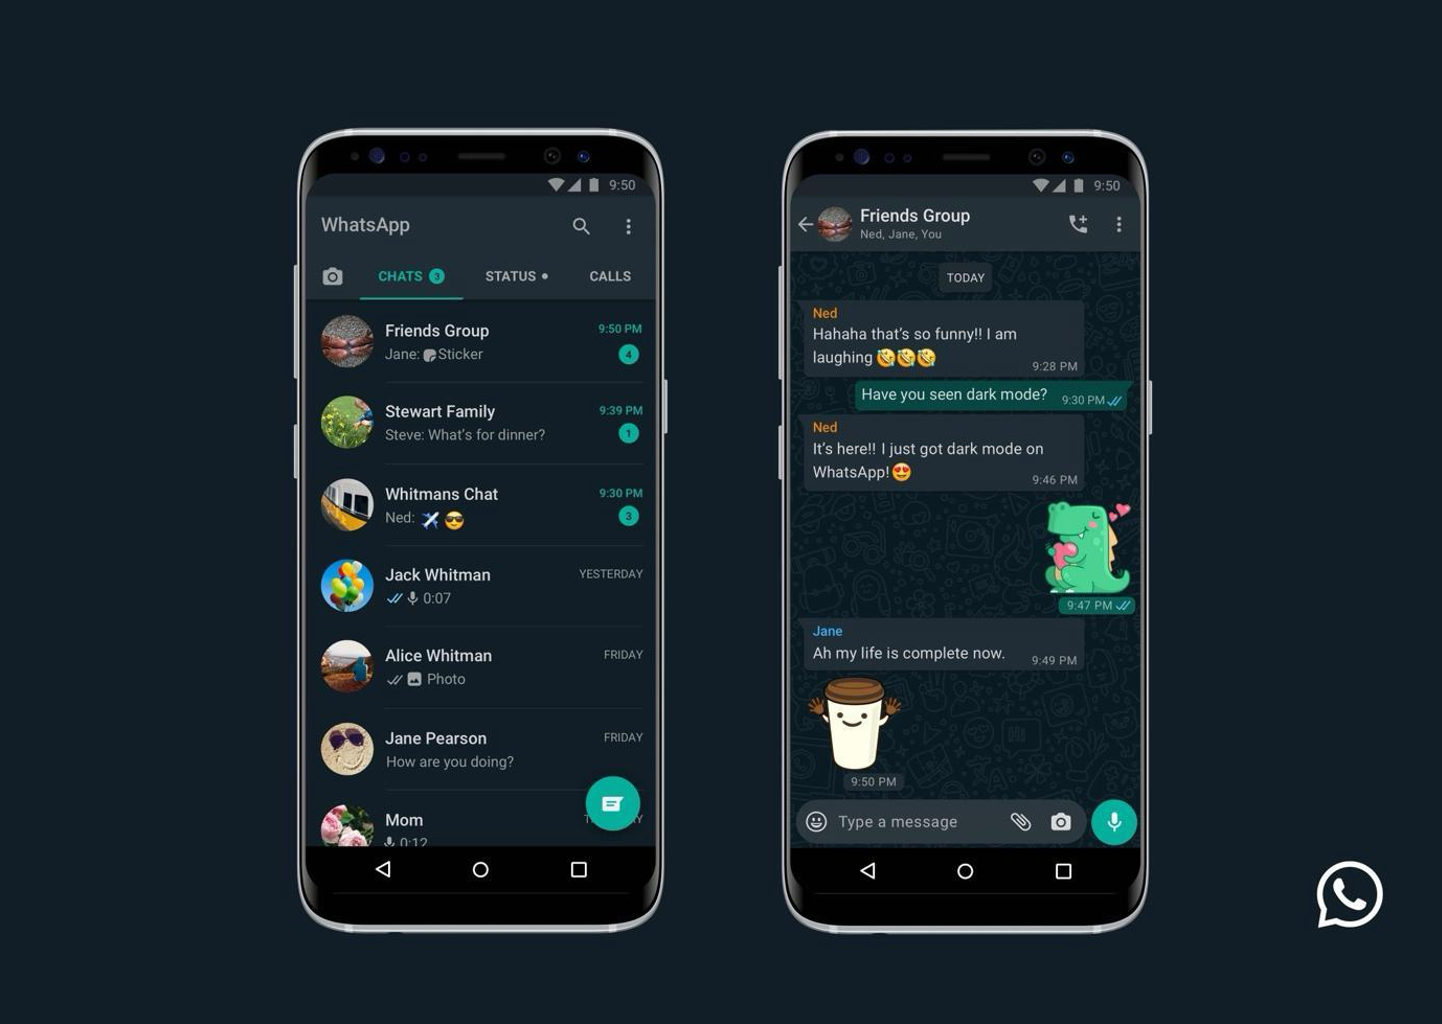 9:50
WhatsApp
CHATS 3
STATUS •
CALLS
Friends Group
9:50 PM
Jane: Sticker
4
Stewart Family
9:39 PM
Steve: What's for dinner?
1
Whitmans Chat
9:30 PM
Ned: ✈️ 😎
3
Jack Whitman
YESTERDAY
0:07
Alice Whitman
FRIDAY
Photo
Jane Pearson
FRIDAY
How are you doing?
Mom
0:12
9:50
Friends Group
Ned, Jane, You
TODAY
Ned
Hahaha that's so funny!! I am
laughing 🤣🤣🤣
9:28 PM
Have you seen dark mode?
9:30 PM
Ned
It's here!! I just got dark mode on
WhatsApp! 😍
9:46 PM
9:47 PM
Jane
Ah my life is complete now.
9:49 PM
9:50 PM
Type a message